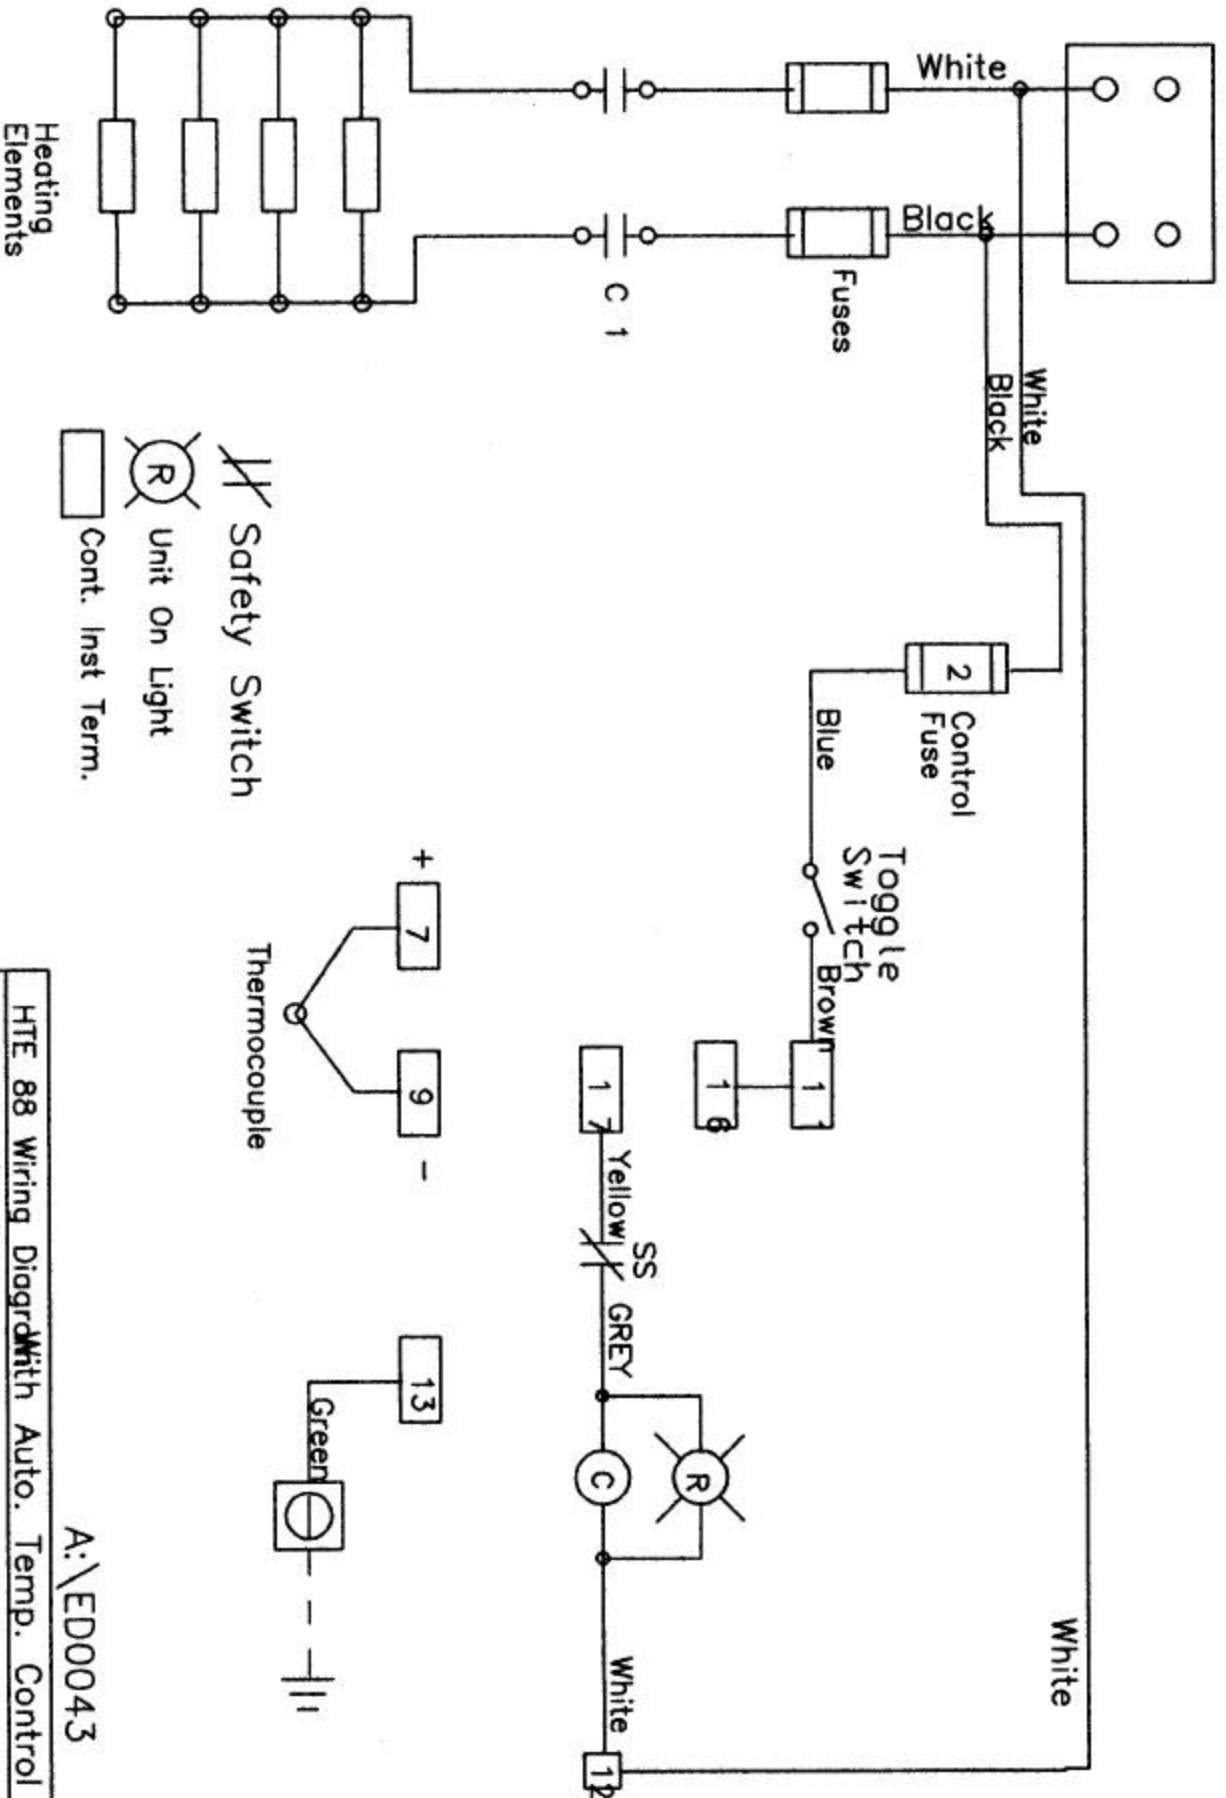 White
Black
White
Black
Fuses
C 1
Heating
Elements
2
Control
Fuse
Blue
Toggle
Switch
Brown
1 1
1 6
1 7
Yellow
SS
GREY
R
C
White
White
12
Safety Switch
R
Unit On Light
Cont. Inst Term.
+
7
9
-
Thermocouple
13
Green
A:\ED0043
HTE 88 Wiring Diagram With Auto. Temp. Control